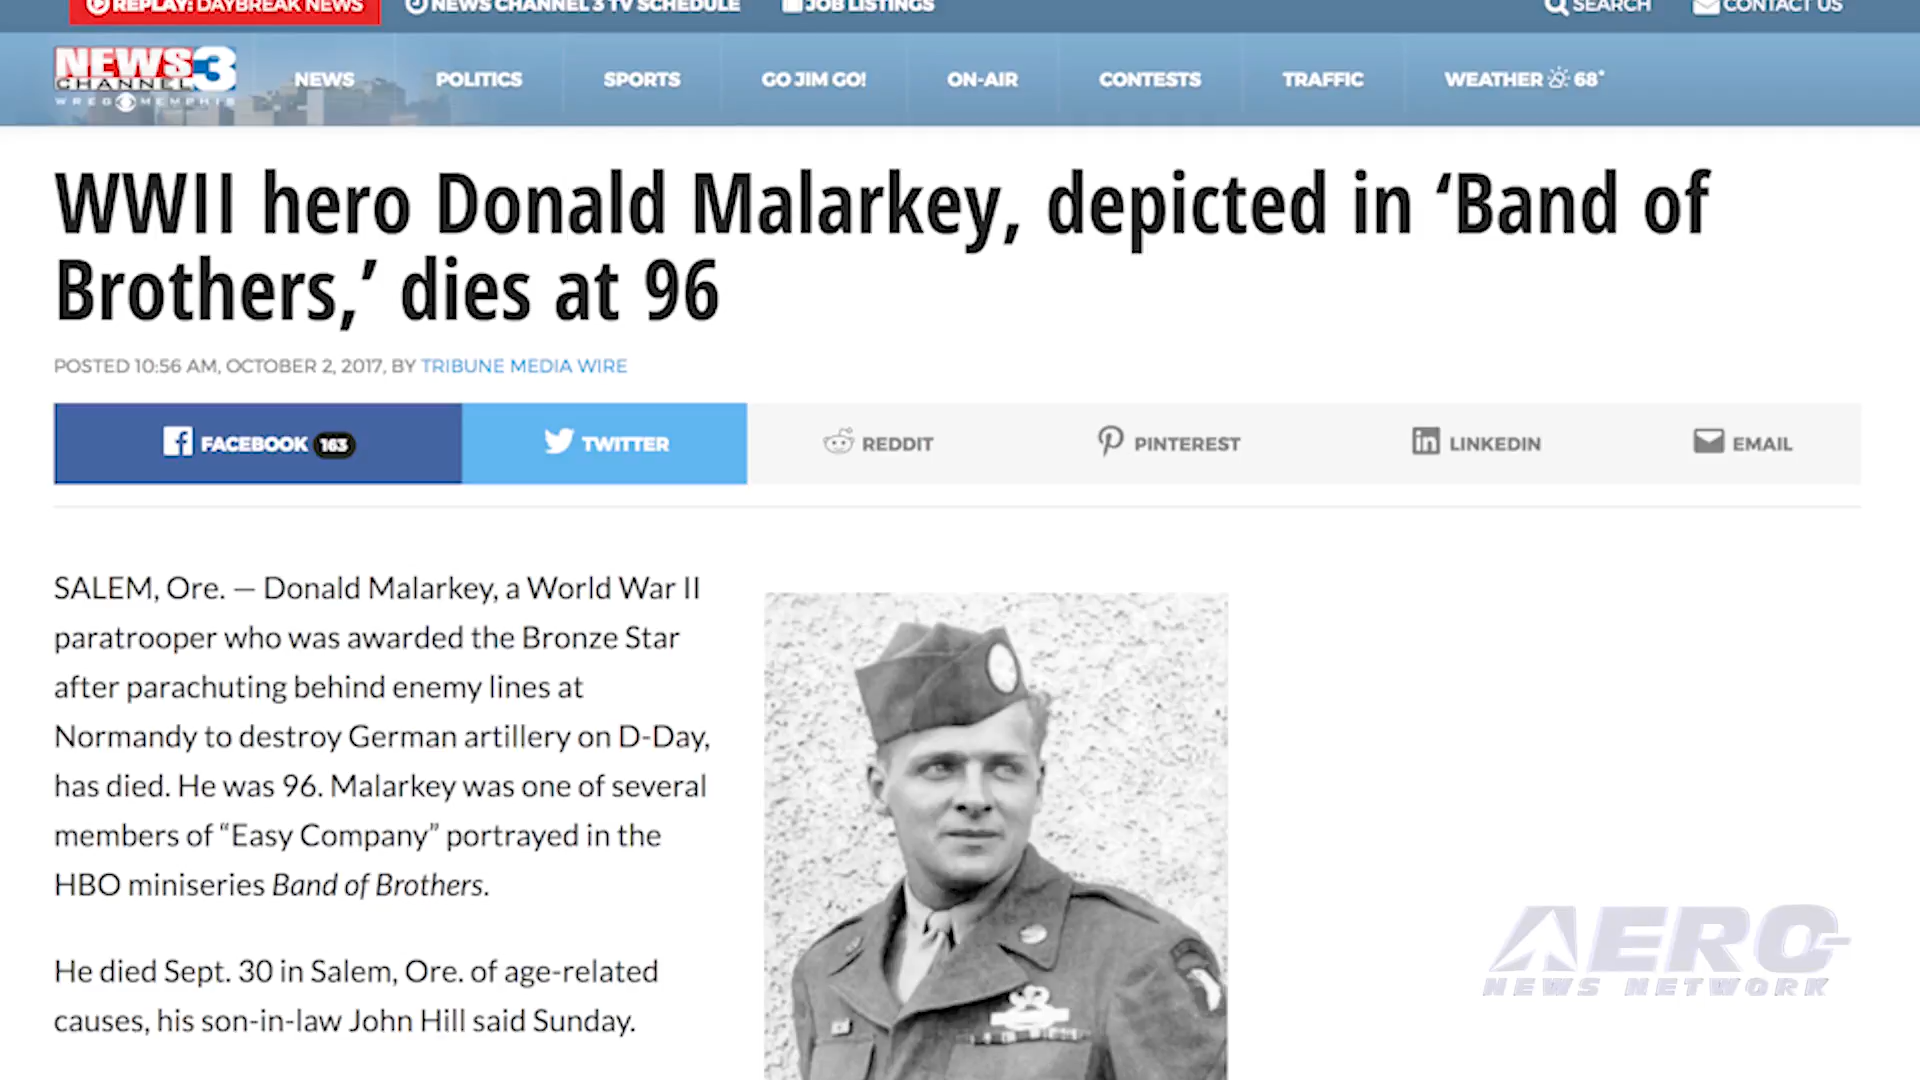 REPLAY: DAYBREAK NEWS NEWS CHANNEL 3 TV SCHEDULE JOB LISTINGS SEARCH CONTACT US
NEWS 3
CHANNEL
WREG MEMPHIS
NEWS POLITICS SPORTS GO JIM GO! ON-AIR CONTESTS TRAFFIC WEATHER 68°
WWII hero Donald Malarkey, depicted in ‘Band of
Brothers,’ dies at 96
POSTED 10:56 AM, OCTOBER 2, 2017, BY TRIBUNE MEDIA WIRE
FACEBOOK 163 TWITTER REDDIT PINTEREST LINKEDIN EMAIL
SALEM, Ore. — Donald Malarkey, a World War II
paratrooper who was awarded the Bronze Star
after parachuting behind enemy lines at
Normandy to destroy German artillery on D-Day,
has died. He was 96. Malarkey was one of several
members of “Easy Company” portrayed in the
HBO miniseries Band of Brothers.
He died Sept. 30 in Salem, Ore. of age-related
causes, his son-in-law John Hill said Sunday.
AERO
NEWS NETWORK